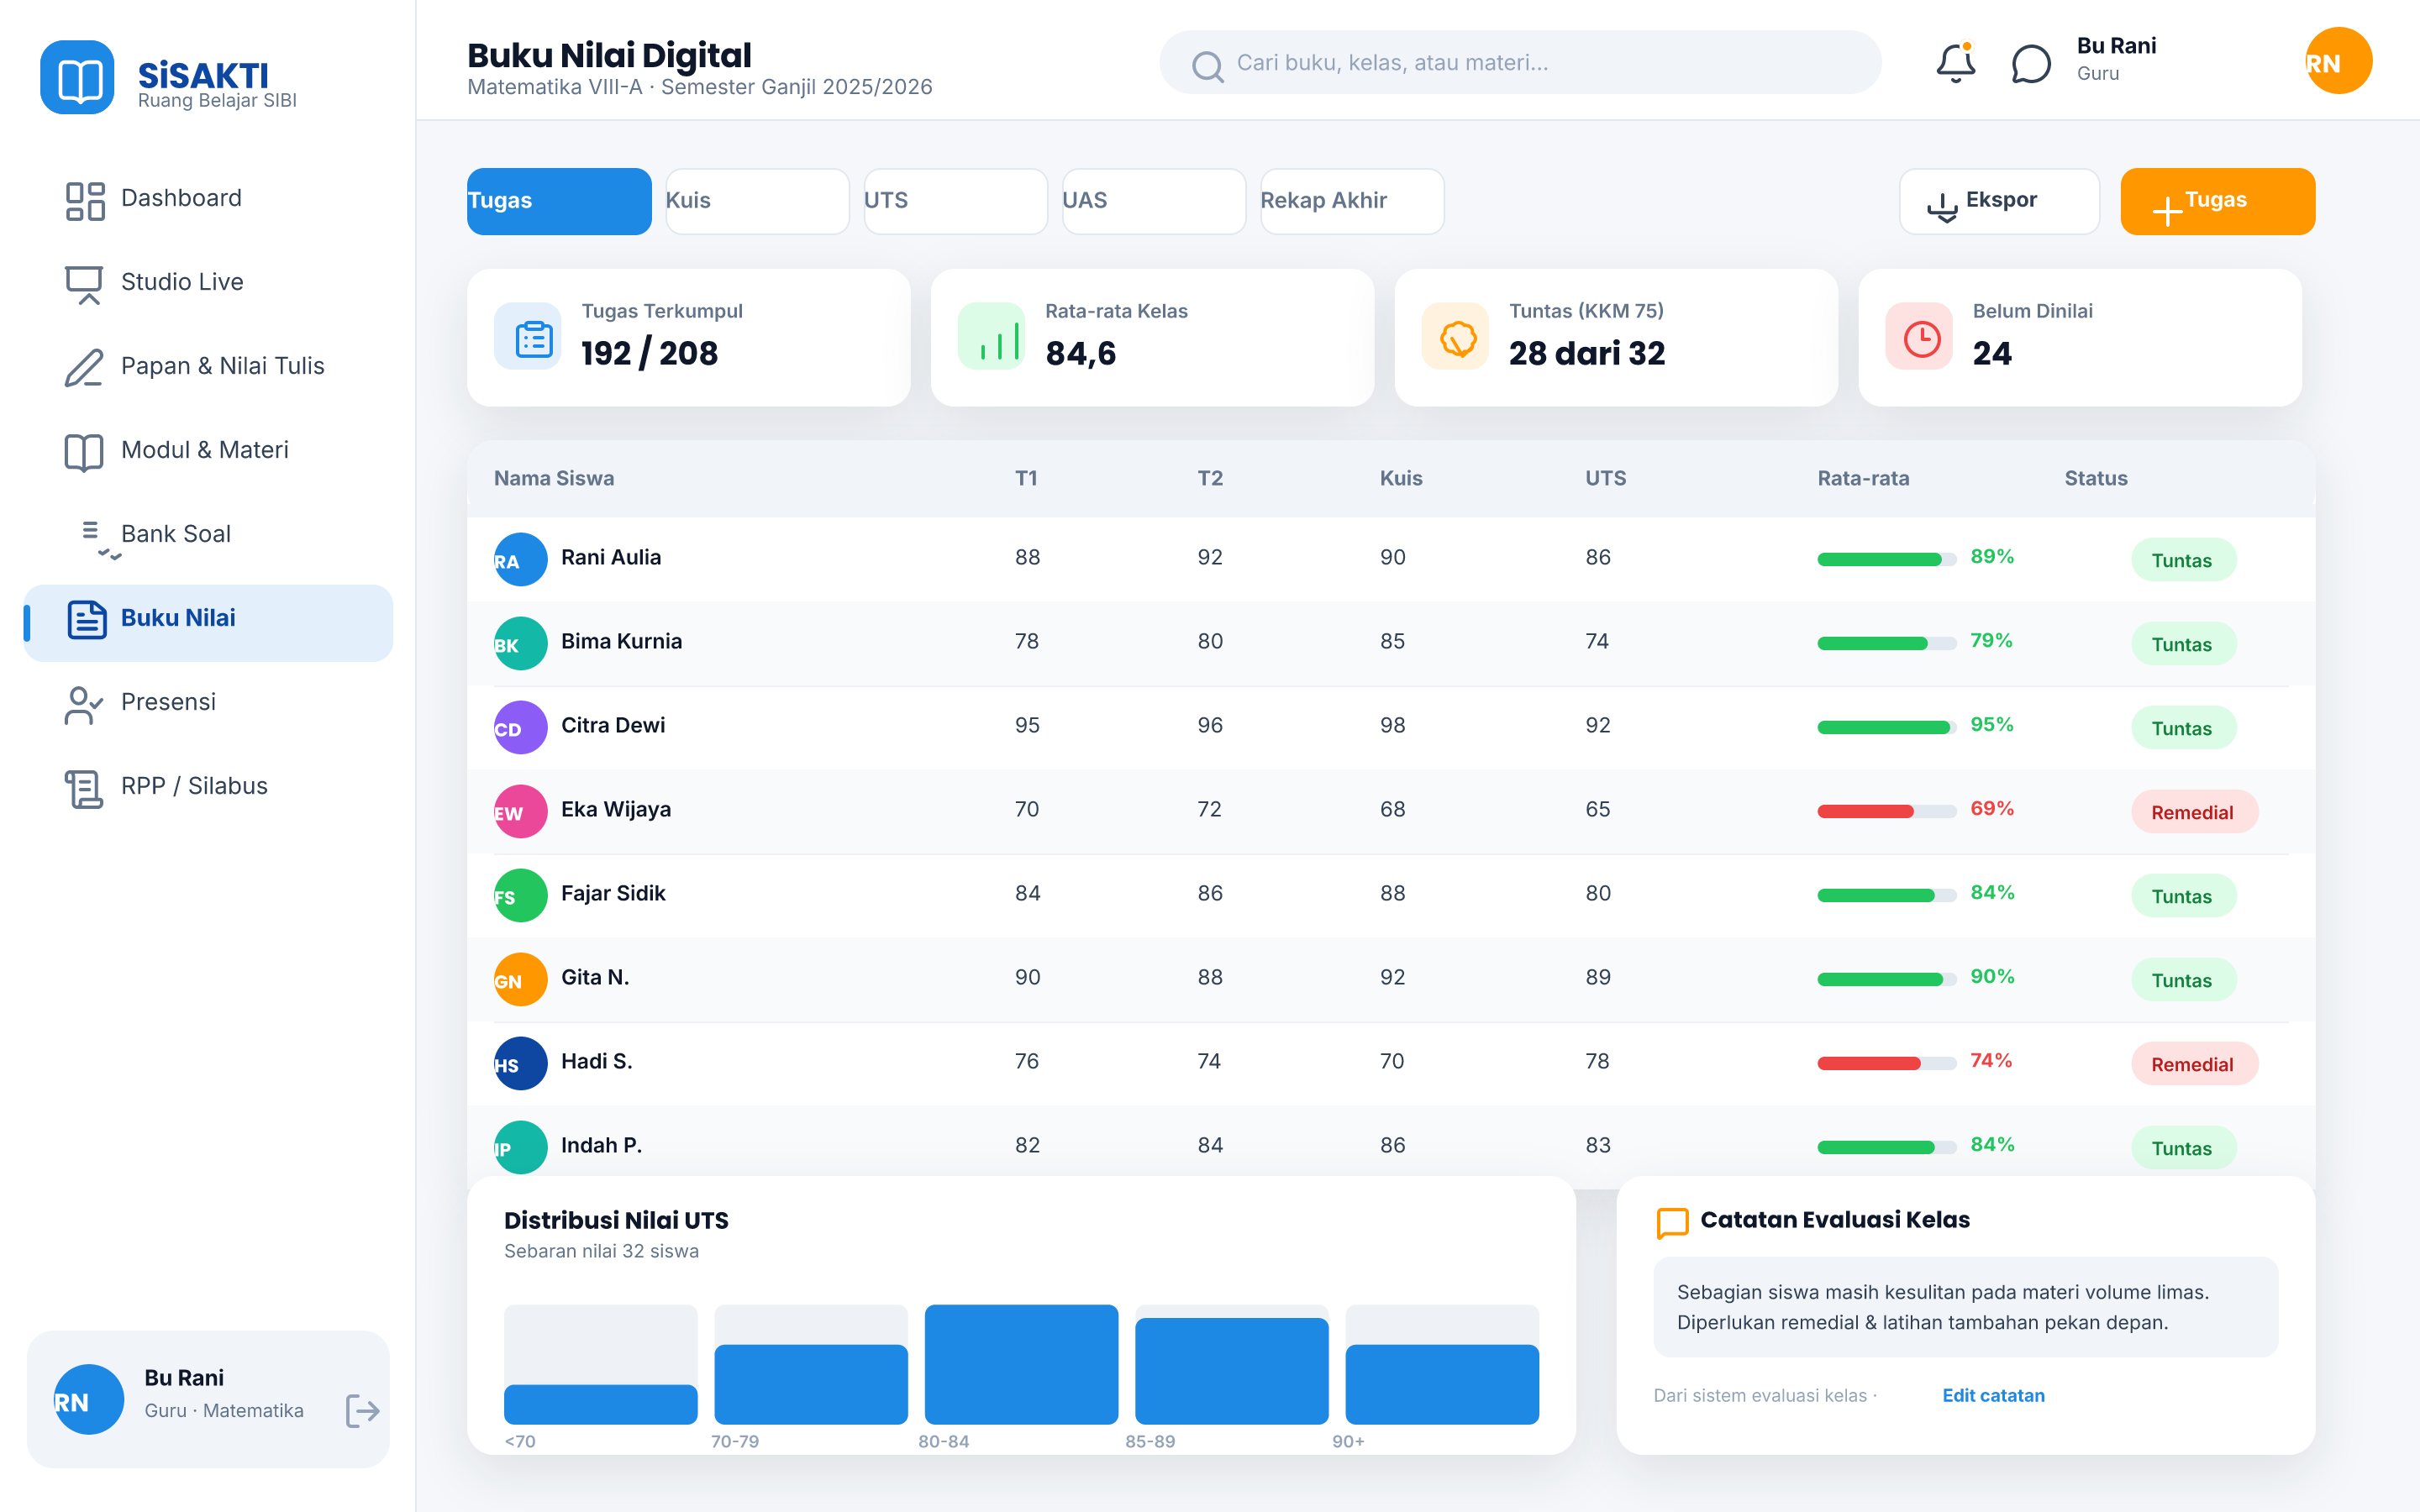 SiSAKTI
Ruang Belajar SIBI
Dashboard
Studio Live
Papan & Nilai Tulis
Modul & Materi
Bank Soal
Buku Nilai
Presensi
RPP / Silabus
RN
Bu Rani
Guru · Matematika
Buku Nilai Digital
Matematika VIII-A · Semester Ganjil 2025/2026
Cari buku, kelas, atau materi...
Bu Rani
Guru
RN
Tugas
Kuis
UTS
UAS
Rekap Akhir
Ekspor
Tugas
Tugas Terkumpul
192 / 208
Rata-rata Kelas
84,6
Tuntas (KKM 75)
28 dari 32
Belum Dinilai
24
Nama Siswa T1 T2 Kuis UTS Rata-rata Status
RA Rani Aulia 88 92 90 86 89% Tuntas
BK Bima Kurnia 78 80 85 74 79% Tuntas
CD Citra Dewi 95 96 98 92 95% Tuntas
EW Eka Wijaya 70 72 68 65 69% Remedial
FS Fajar Sidik 84 86 88 80 84% Tuntas
GN Gita N. 90 88 92 89 90% Tuntas
HS Hadi S. 76 74 70 78 74% Remedial
IP Indah P. 82 84 86 83 84% Tuntas
Distribusi Nilai UTS
Sebaran nilai 32 siswa
<70 70-79 80-84 85-89 90+
Catatan Evaluasi Kelas
Sebagian siswa masih kesulitan pada materi volume limas.
Diperlukan remedial & latihan tambahan pekan depan.
Dari sistem evaluasi kelas · Edit catatan